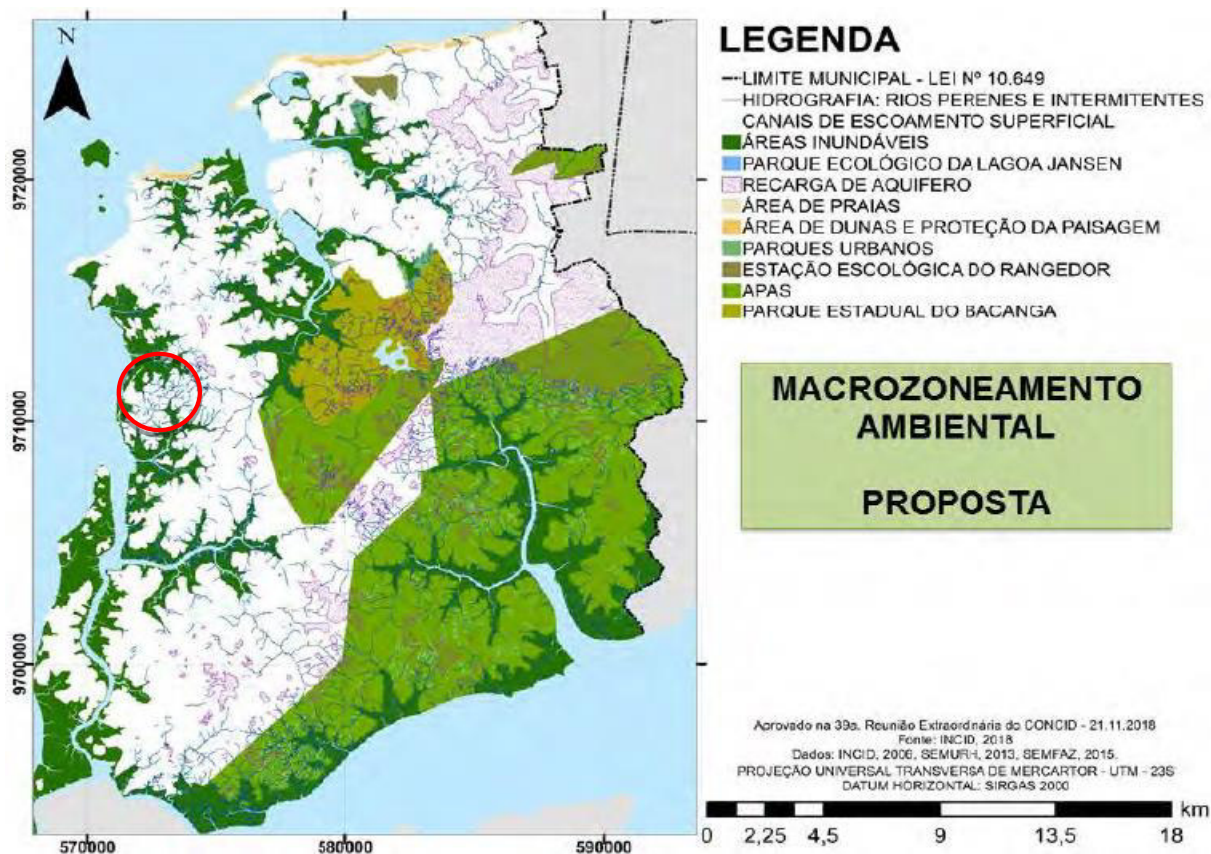 N
9720000
9710000
9700000
570000
580000
590000
LEGENDA
LIMITE MUNICIPAL - LEI Nº 10.649
HIDROGRAFIA: RIOS PERENES E INTERMITENTES
CANAIS DE ESCOAMENTO SUPERFICIAL
ÁREAS INUNDÁVEIS
PARQUE ECOLÓGICO DA LAGOA JANSEN
RECARGA DE AQUIFERO
ÁREA DE PRAIAS
ÁREA DE DUNAS E PROTEÇÃO DA PAISAGEM
PARQUES URBANOS
ESTAÇÃO ESCOLÓGICA DO RANGEDOR
APAS
PARQUE ESTADUAL DO BACANGA
MACROZONEAMENTO
AMBIENTAL
PROPOSTA
Aprovado na 39a. Reunião Extraordinária do CONCID - 21.11.2018
Fonte: INCID, 2018
Dados: INCID, 2006, SEMURH, 2013, SEMFAZ, 2015.
PROJEÇÃO UNIVERSAL TRANSVERSA DE MERCARTOR - UTM - 23S
DATUM HORIZONTAL: SIRGAS 2000
km
0 2,25 4,5 9 13,5 18